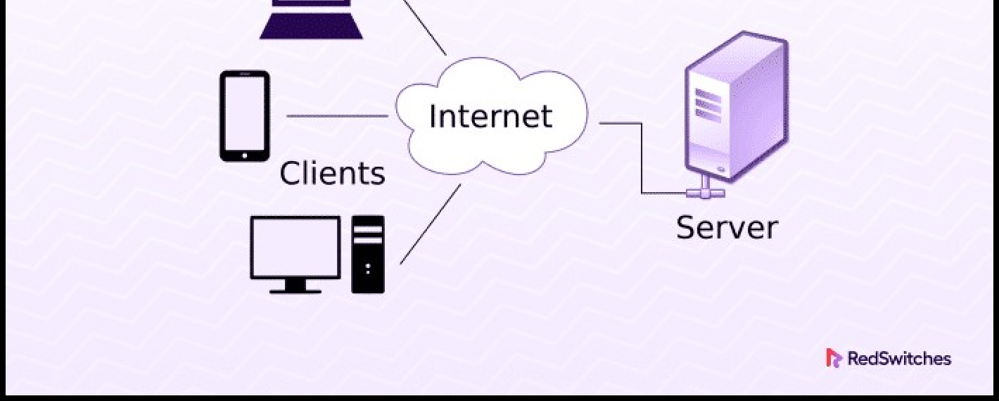 Internet
Clients
Server
RedSwitches